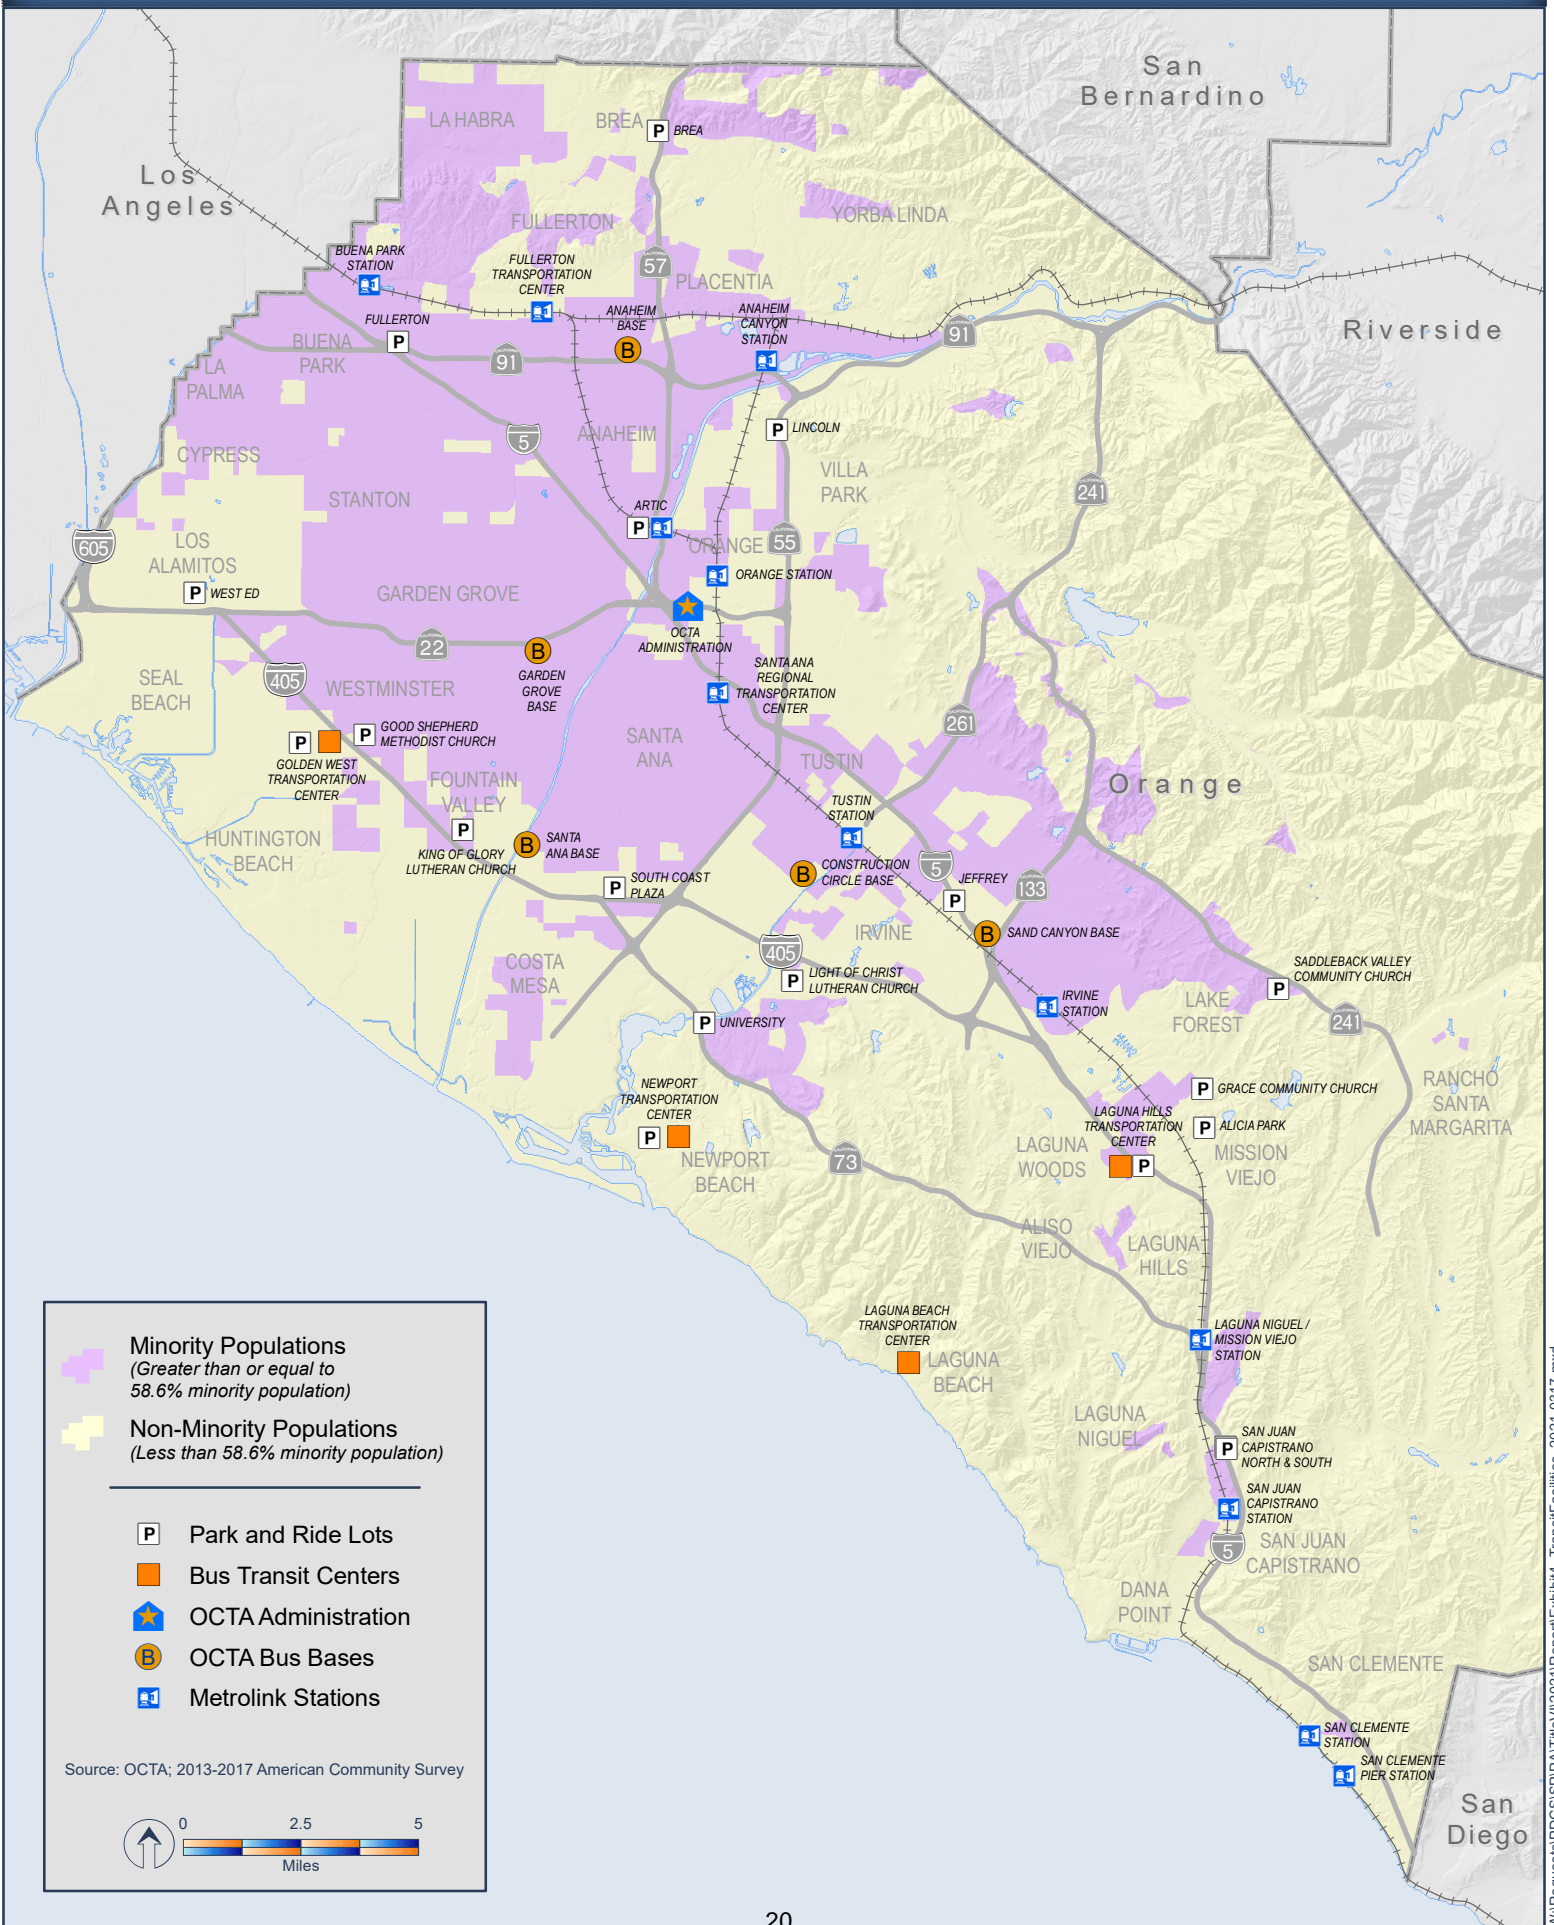 San
Bernardino
LA HABRA
BREA
BREA
Los
Angeles
FULLERTON
YORBA LINDA
BUENA PARK
STATION
FULLERTON
TRANSPORTATION
CENTER
CALIFORNIA
57
PLACENTIA
ANAHEIM
BASE
ANAHEIM
CANYON
STATION
FULLERTON
BUENA
PARK
CALIFORNIA
91
CALIFORNIA
91
Riverside
LA
PALMA
CYPRESS
5
ANAHEIM
LINCOLN
VILLA
PARK
STANTON
CALIFORNIA
241
ARTIC
605
LOS
ALAMITOS
ORANGE
CALIFORNIA
55
ORANGE STATION
WEST ED
GARDEN GROVE
CALIFORNIA
22
OCTA
ADMINISTRATION
SEAL
BEACH
405
WESTMINSTER
GARDEN
GROVE
BASE
SANTA ANA
REGIONAL
TRANSPORTATION
CENTER
GOOD SHEPHERD
METHODIST CHURCH
GOLDEN WEST
TRANSPORTATION
CENTER
SANTA
ANA
CALIFORNIA
261
TUSTIN
Orange
FOUNTAIN
VALLEY
TUSTIN
STATION
HUNTINGTON
BEACH
KING OF GLORY
LUTHERAN CHURCH
SANTA
ANA BASE
SOUTH COAST
PLAZA
CONSTRUCTION
CIRCLE BASE
5
JEFFREY
CALIFORNIA
133
SAND CANYON BASE
IRVINE
405
COSTA
MESA
LIGHT OF CHRIST
LUTHERAN CHURCH
SADDLEBACK VALLEY
COMMUNITY CHURCH
IRVINE
STATION
LAKE
FOREST
CALIFORNIA
241
UNIVERSITY
NEWPORT
TRANSPORTATION
CENTER
GRACE COMMUNITY CHURCH
RANCHO
SANTA
MARGARITA
LAGUNA HILLS
TRANSPORTATION
CENTER
ALICIA PARK
NEWPORT
BEACH
CALIFORNIA
73
LAGUNA
WOODS
MISSION
VIEJO
ALISO
VIEJO
LAGUNA
HILLS
LAGUNA BEACH
TRANSPORTATION
CENTER
LAGUNA
BEACH
LAGUNA NIGUEL /
MISSION VIEJO
STATION
LAGUNA
NIGUEL
SAN JUAN
CAPISTRANO
NORTH & SOUTH
SAN JUAN
CAPISTRANO
STATION
5
SAN JUAN
CAPISTRANO
DANA
POINT
SAN CLEMENTE
SAN CLEMENTE
STATION
SAN CLEMENTE
PIER STATION
San
Diego
Minority Populations
(Greater than or equal to
58.6% minority population)
Non-Minority Populations
(Less than 58.6% minority population)
P Park and Ride Lots
Bus Transit Centers
OCTA Administration
B OCTA Bus Bases
Metrolink Stations
Source: OCTA; 2013-2017 American Community Survey
0 2.5 5
Miles
20